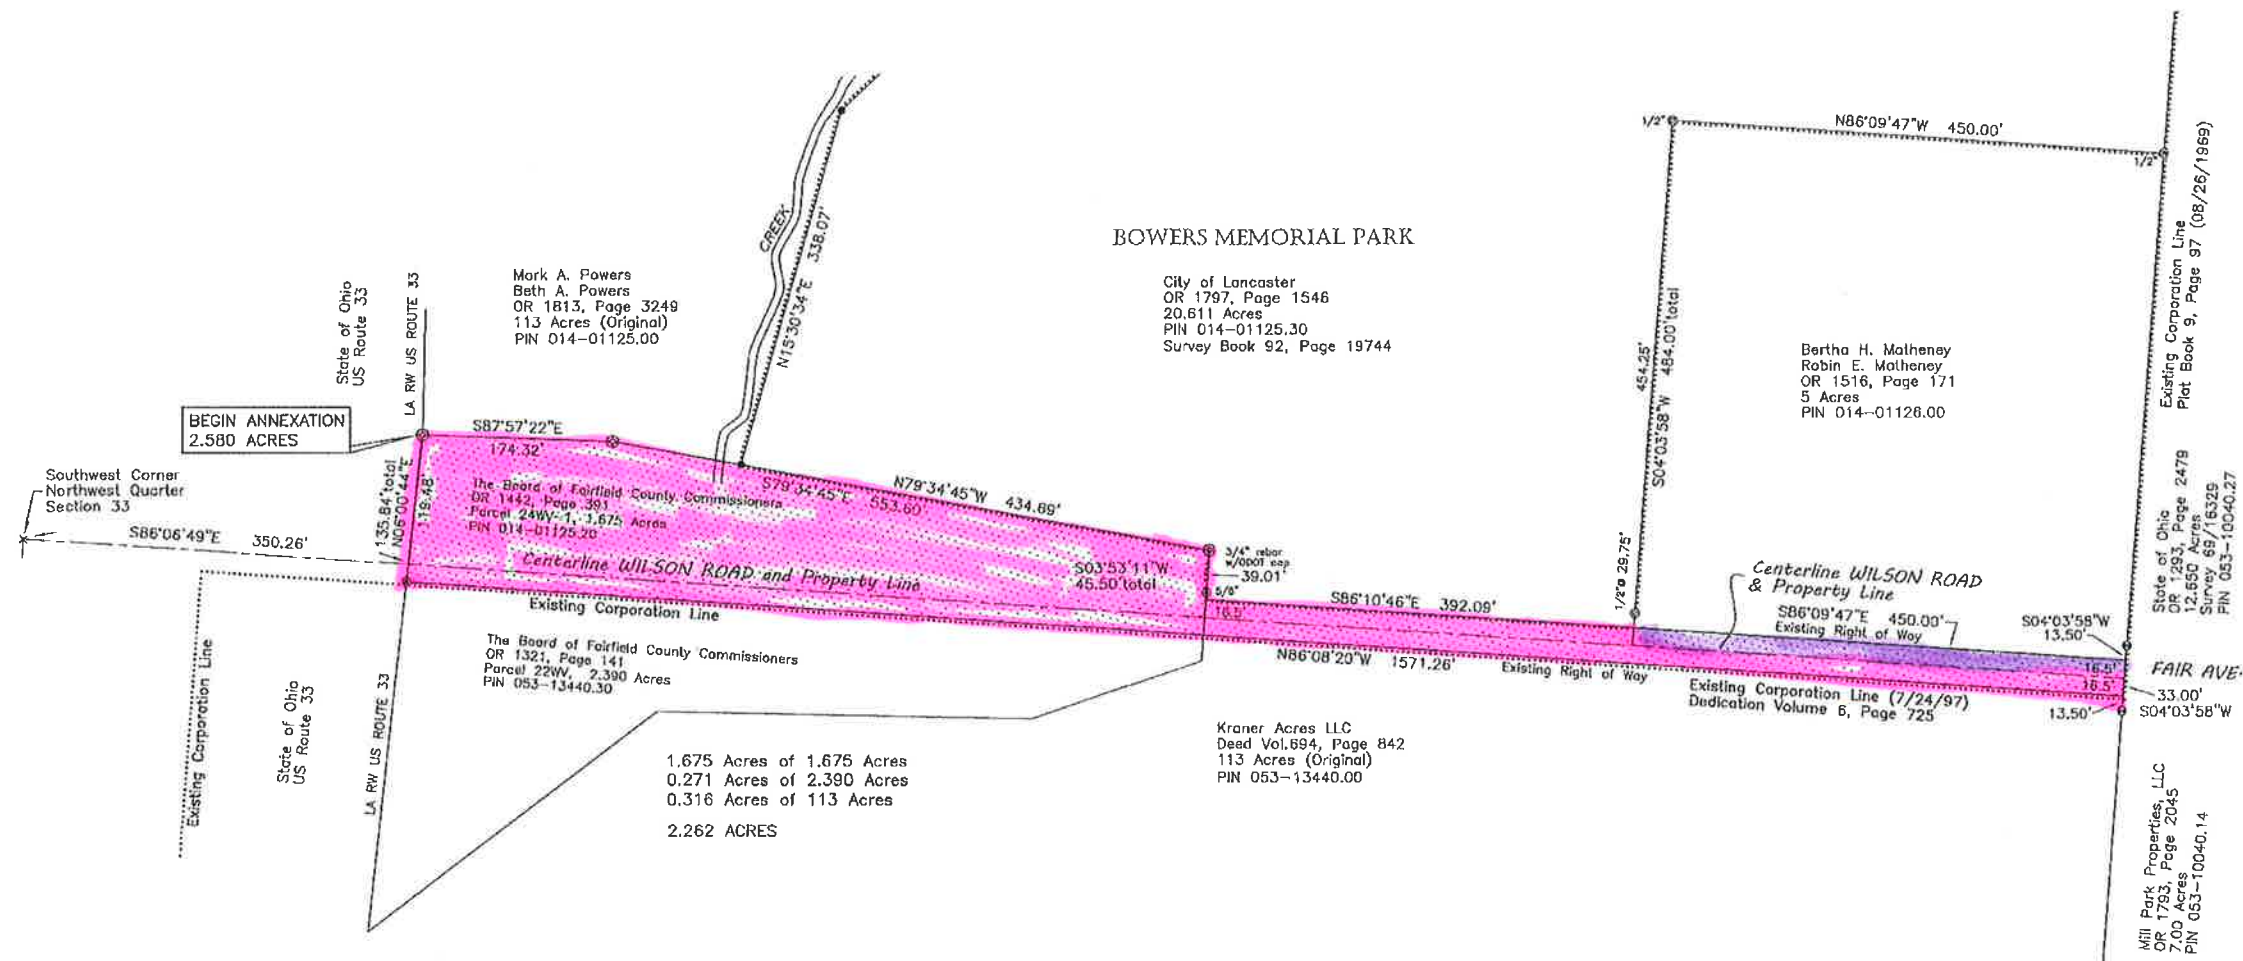 1/2"
N86°09'47"W 450.00'
1/2"
Existing Corporation Line
Plat Book 9, Page 97 (08/26/1969)
CREEK
N15°30'34"E 338.07'
BOWERS MEMORIAL PARK
City of Lancaster
OR 1797, Page 1546
20.611 Acres
PIN 014-01125.30
Survey Book 92, Page 19744
State of Ohio
US Route 33
LA RW US ROUTE 33
Mark A. Powers
Beth A. Powers
OR 1813, Page 3249
113 Acres (Original)
PIN 014-01125.00
454.25'
S04°03'58"W 484.00' total
Bertha H. Matheney
Robin E. Matheney
OR 1516, Page 171
5 Acres
PIN 014-01126.00
BEGIN ANNEXATION
2.580 ACRES
S87°57'22"E
174.32'
Southwest Corner
Northwest Quarter
Section 33
S86°06'49"E 350.26'
135.84' total
N06°00'44"E
119.48'
The Board of Fairfield County Commissioners
OR 1442, Page 391
Parcel 24WV-1, 1.675 Acres
PIN 014-01125.20
S79°34'45"E 553.60'
N79°34'45"W 434.69'
Centerline WILSON ROAD and Property Line
S03°53'11"W
45.50' total
3/4" rebar
w/ODOT cap
39.01'
5/8"
16.5'
S86°10'46"E 392.09'
1/2"ø 29.75'
Centerline WILSON ROAD
& Property Line
S86°09'47"E 450.00'
Existing Right of Way
S04°03'58"W
13.50'
State of Ohio
OR 1293, Page 2479
12.650 Acres
Survey 69/16329
PIN 053-10040.27
Existing Corporation Line
N86°08'20"W 1571.26'
Existing Right of Way
16.5'
16.5'
FAIR AVE.
33.00'
13.50'
S04°03'58"W
Existing Corporation Line (7/24/97)
Dedication Volume 6, Page 725
Existing Corporation Line
State of Ohio
US Route 33
LA RW US ROUTE 33
The Board of Fairfield County Commissioners
OR 1321, Page 141
Parcel 22WV, 2.390 Acres
PIN 053-13440.30
1.675 Acres of 1.675 Acres
0.271 Acres of 2.390 Acres
0.316 Acres of 113 Acres
2.262 ACRES
Kraner Acres LLC
Deed Vol.694, Page 842
113 Acres (Original)
PIN 053-13440.00
Mill Park Properties, LLC
OR 1793, Page 2045
7.00 Acres
PIN 053-10040.14